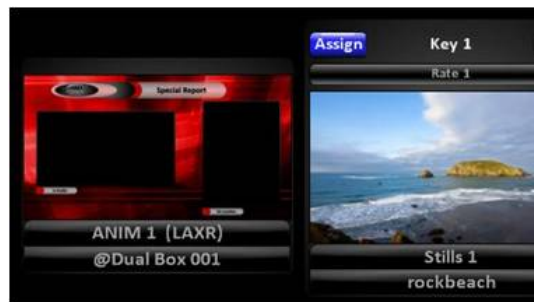 Assign
Key 1
Rate 1
Special Report
ANIM 1 (LAXR)
@Dual Box 001
Stills 1
rockbeach